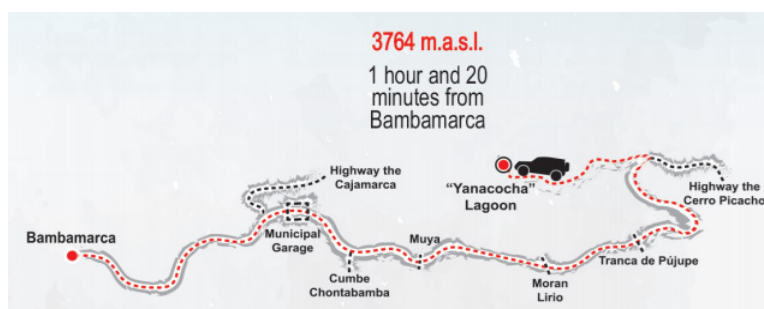 3764 m.a.s.l.
1 hour and 20
minutes from
Bambamarca
Highway the
Cajamarca
"Yanacocha"
Lagoon
Highway the
Cerro Picacho
Bambamarca
Municipal
Garage
Muya
Tranca de Pújupe
Cumbe
Chontabamba
Moran
Lirio